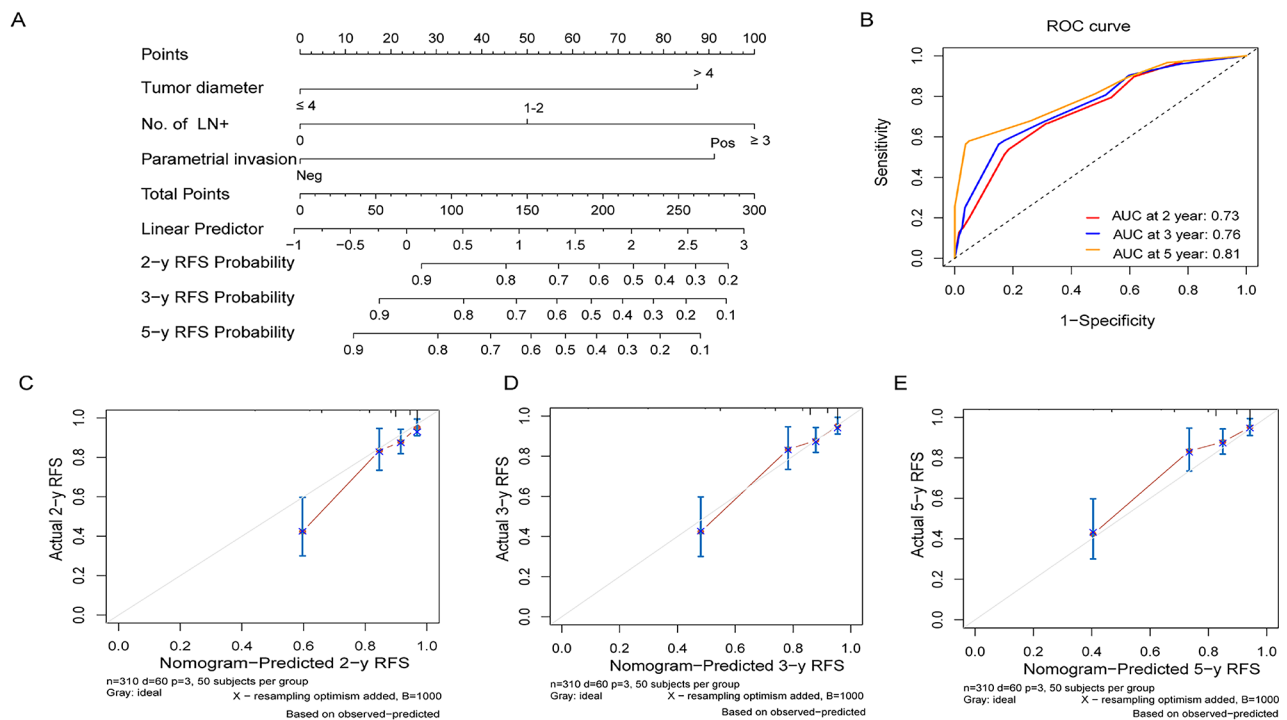 A
Points
0 10 20 30 40 50 60 70 80 90 100
Tumor diameter
≤ 4
> 4
No. of LN+
0
1-2
≥ 3
Parametrial invasion
Neg
Pos
Total Points
0 50 100 150 200 250 300
Linear Predictor
−1 −0.5 0 0.5 1 1.5 2 2.5 3
2−y RFS Probability
0.9 0.8 0.7 0.6 0.5 0.4 0.3 0.2
3−y RFS Probability
0.9 0.8 0.7 0.6 0.5 0.4 0.3 0.2 0.1
5−y RFS Probability
0.9 0.8 0.7 0.6 0.5 0.4 0.3 0.2 0.1
B
ROC curve
Sensitivity
1.0
0.8
0.6
0.4
0.2
0.0
AUC at 2 year: 0.73
AUC at 3 year: 0.76
AUC at 5 year: 0.81
0.0 0.2 0.4 0.6 0.8 1.0
1−Specificity
C
Actual 2−y RFS
1.0
0.8
0.6
0.4
0.2
0.0
0.0 0.2 0.4 0.6 0.8 1.0
Nomogram−Predicted 2−y RFS
n=310 d=60 p=3, 50 subjects per group
Gray: ideal
X − resampling optimism added, B=1000
Based on observed−predicted
D
Actual 3−y RFS
1.0
0.8
0.6
0.4
0.2
0.0
0.0 0.2 0.4 0.6 0.8 1.0
Nomogram−Predicted 3−y RFS
n=310 d=60 p=3, 50 subjects per group
Gray: ideal
X − resampling optimism added, B=1000
Based on observed−predicted
E
Actual 5−y RFS
1.0
0.8
0.6
0.4
0.2
0.0
0.0 0.2 0.4 0.6 0.8 1.0
Nomogram−Predicted 5−y RFS
n=310 d=60 p=3, 50 subjects per group
Gray: ideal
X − resampling optimism added, B=1000
Based on observed−predicted